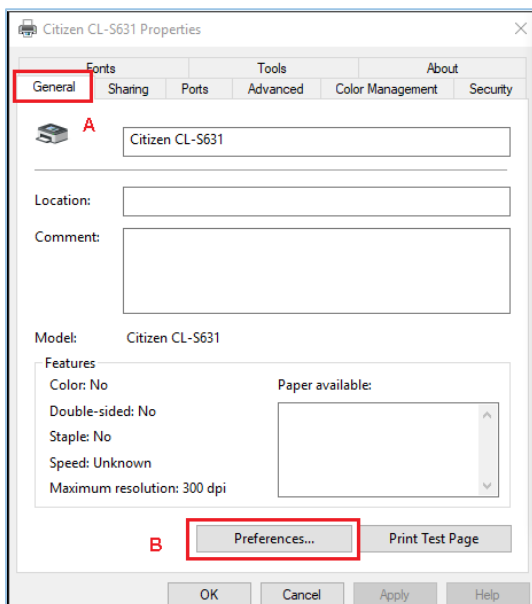 Citizen CL-S631 Properties
Fonts Tools About
General Sharing Ports Advanced Color Management Security
A
Citizen CL-S631
Location:
Comment:
Model: Citizen CL-S631
Features
Color: No Paper available:
Double-sided: No
Staple: No
Speed: Unknown
Maximum resolution: 300 dpi
B Preferences... Print Test Page
OK Cancel Apply Help